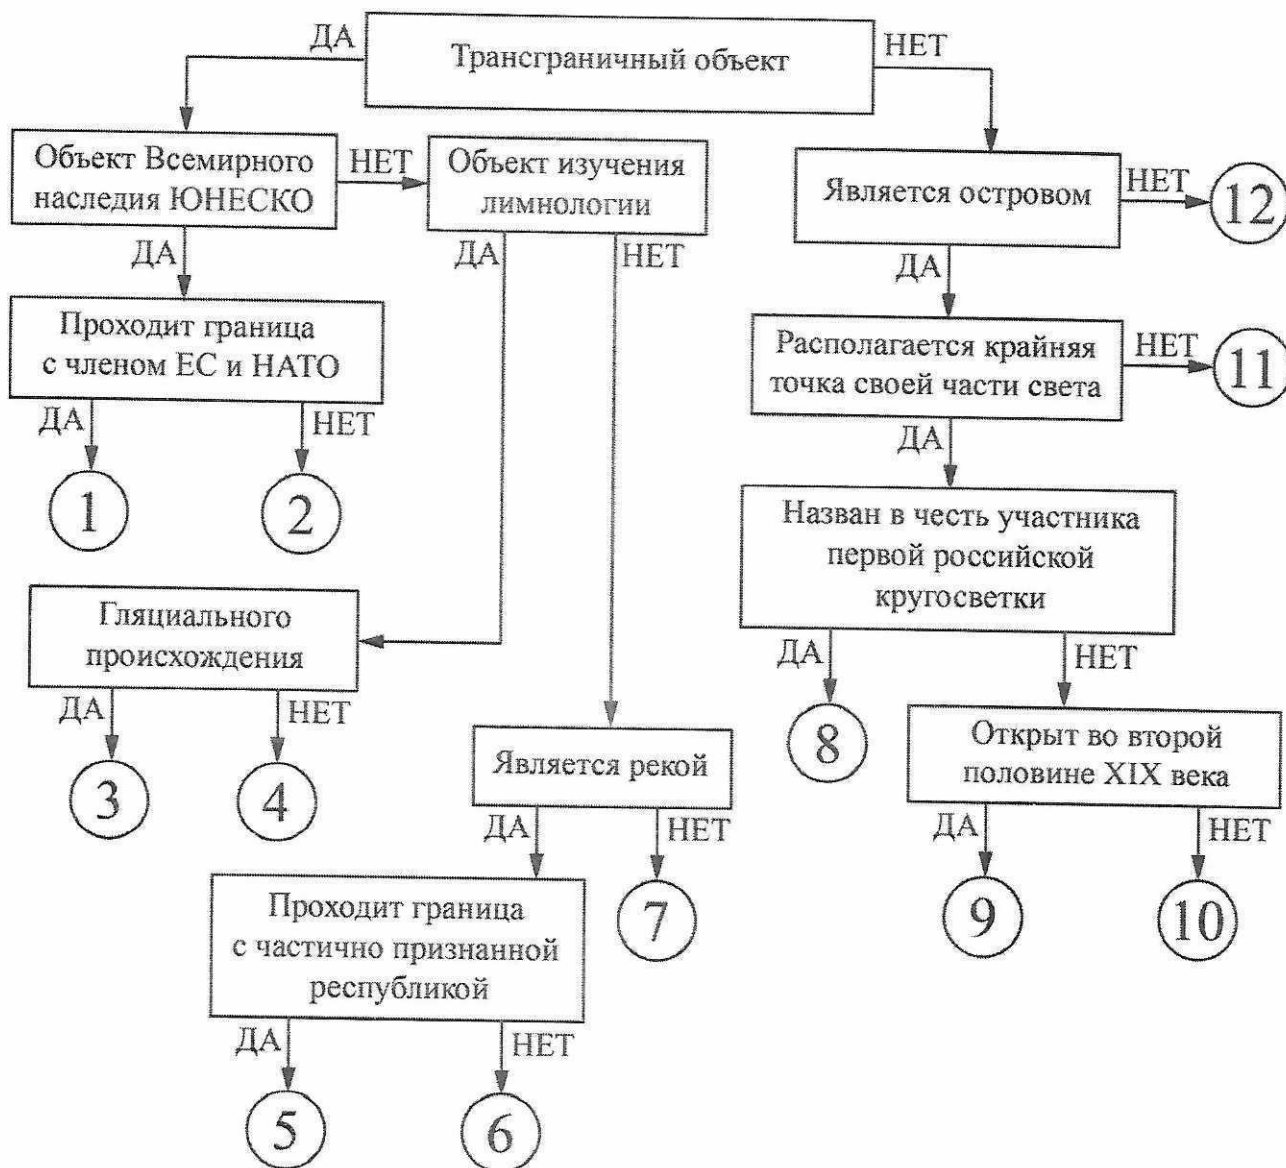 Трансграничный объект
ДА
НЕТ
Объект Всемирного
наследия ЮНЕСКО
НЕТ
Объект изучения
лимнологии
Является островом
НЕТ
12
ДА
ДА
НЕТ
ДА
Проходит граница
с членом ЕС и НАТО
Располагается крайняя
точка своей части света
НЕТ
11
ДА
НЕТ
ДА
1
2
Назван в честь участника
первой российской
кругосветки
Гляциального
происхождения
ДА
НЕТ
ДА
НЕТ
8
Открыт во второй
половине XIX века
3
4
Является рекой
ДА
НЕТ
ДА
НЕТ
Проходит граница
с частично признанной
республикой
7
9
10
ДА
НЕТ
5
6